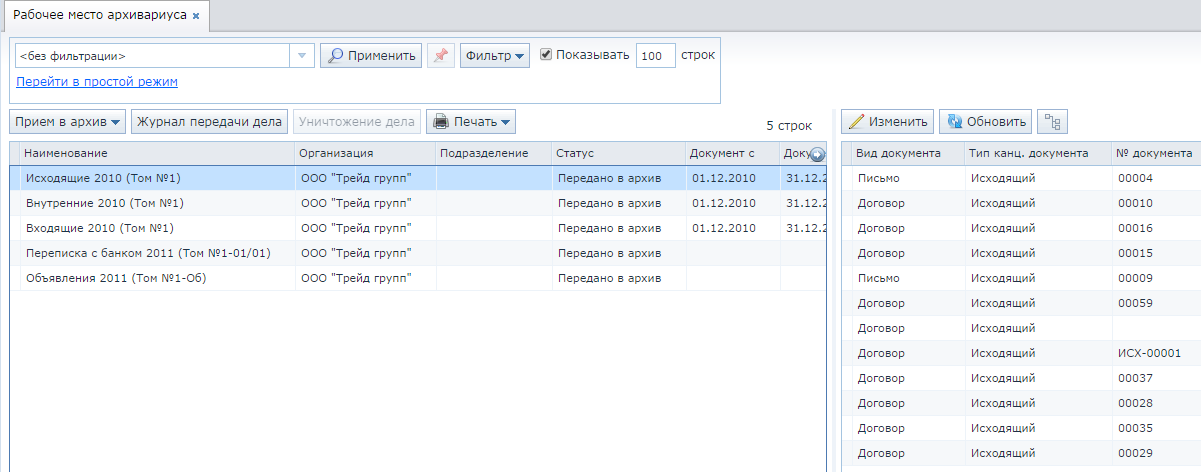 Рабочее место архивариуса
<без фильтрации>
Применить
Фильтр
Показывать 100 строк
Перейти в простой режим
Прием в архив
Журнал передачи дела
Уничтожение дела
Печать
5 строк
Изменить
Обновить
Наименование Организация Подразделение Статус Документ с
Исходящие 2010 (Том №1) ООО "Трейд групп" Передано в архив 01.12.2010 31.12.2
Внутренние 2010 (Том №1) ООО "Трейд групп" Передано в архив 01.12.2010 31.12.2
Входящие 2010 (Том №1) ООО "Трейд групп" Передано в архив 01.12.2010 31.12.2
Переписка с банком 2011 (Том №1-01/01) ООО "Трейд групп" Передано в архив
Объявления 2011 (Том №1-Об) ООО "Трейд групп" Передано в архив
Вид документа Тип канц. документа № документа
Письмо Исходящий 00004
Договор Исходящий 00010
Договор Исходящий 00016
Договор Исходящий 00015
Письмо Исходящий 00009
Договор Исходящий 00059
Договор Исходящий
Договор Исходящий ИСХ-00001
Договор Исходящий 00037
Договор Исходящий 00028
Договор Исходящий 00035
Договор Исходящий 00029